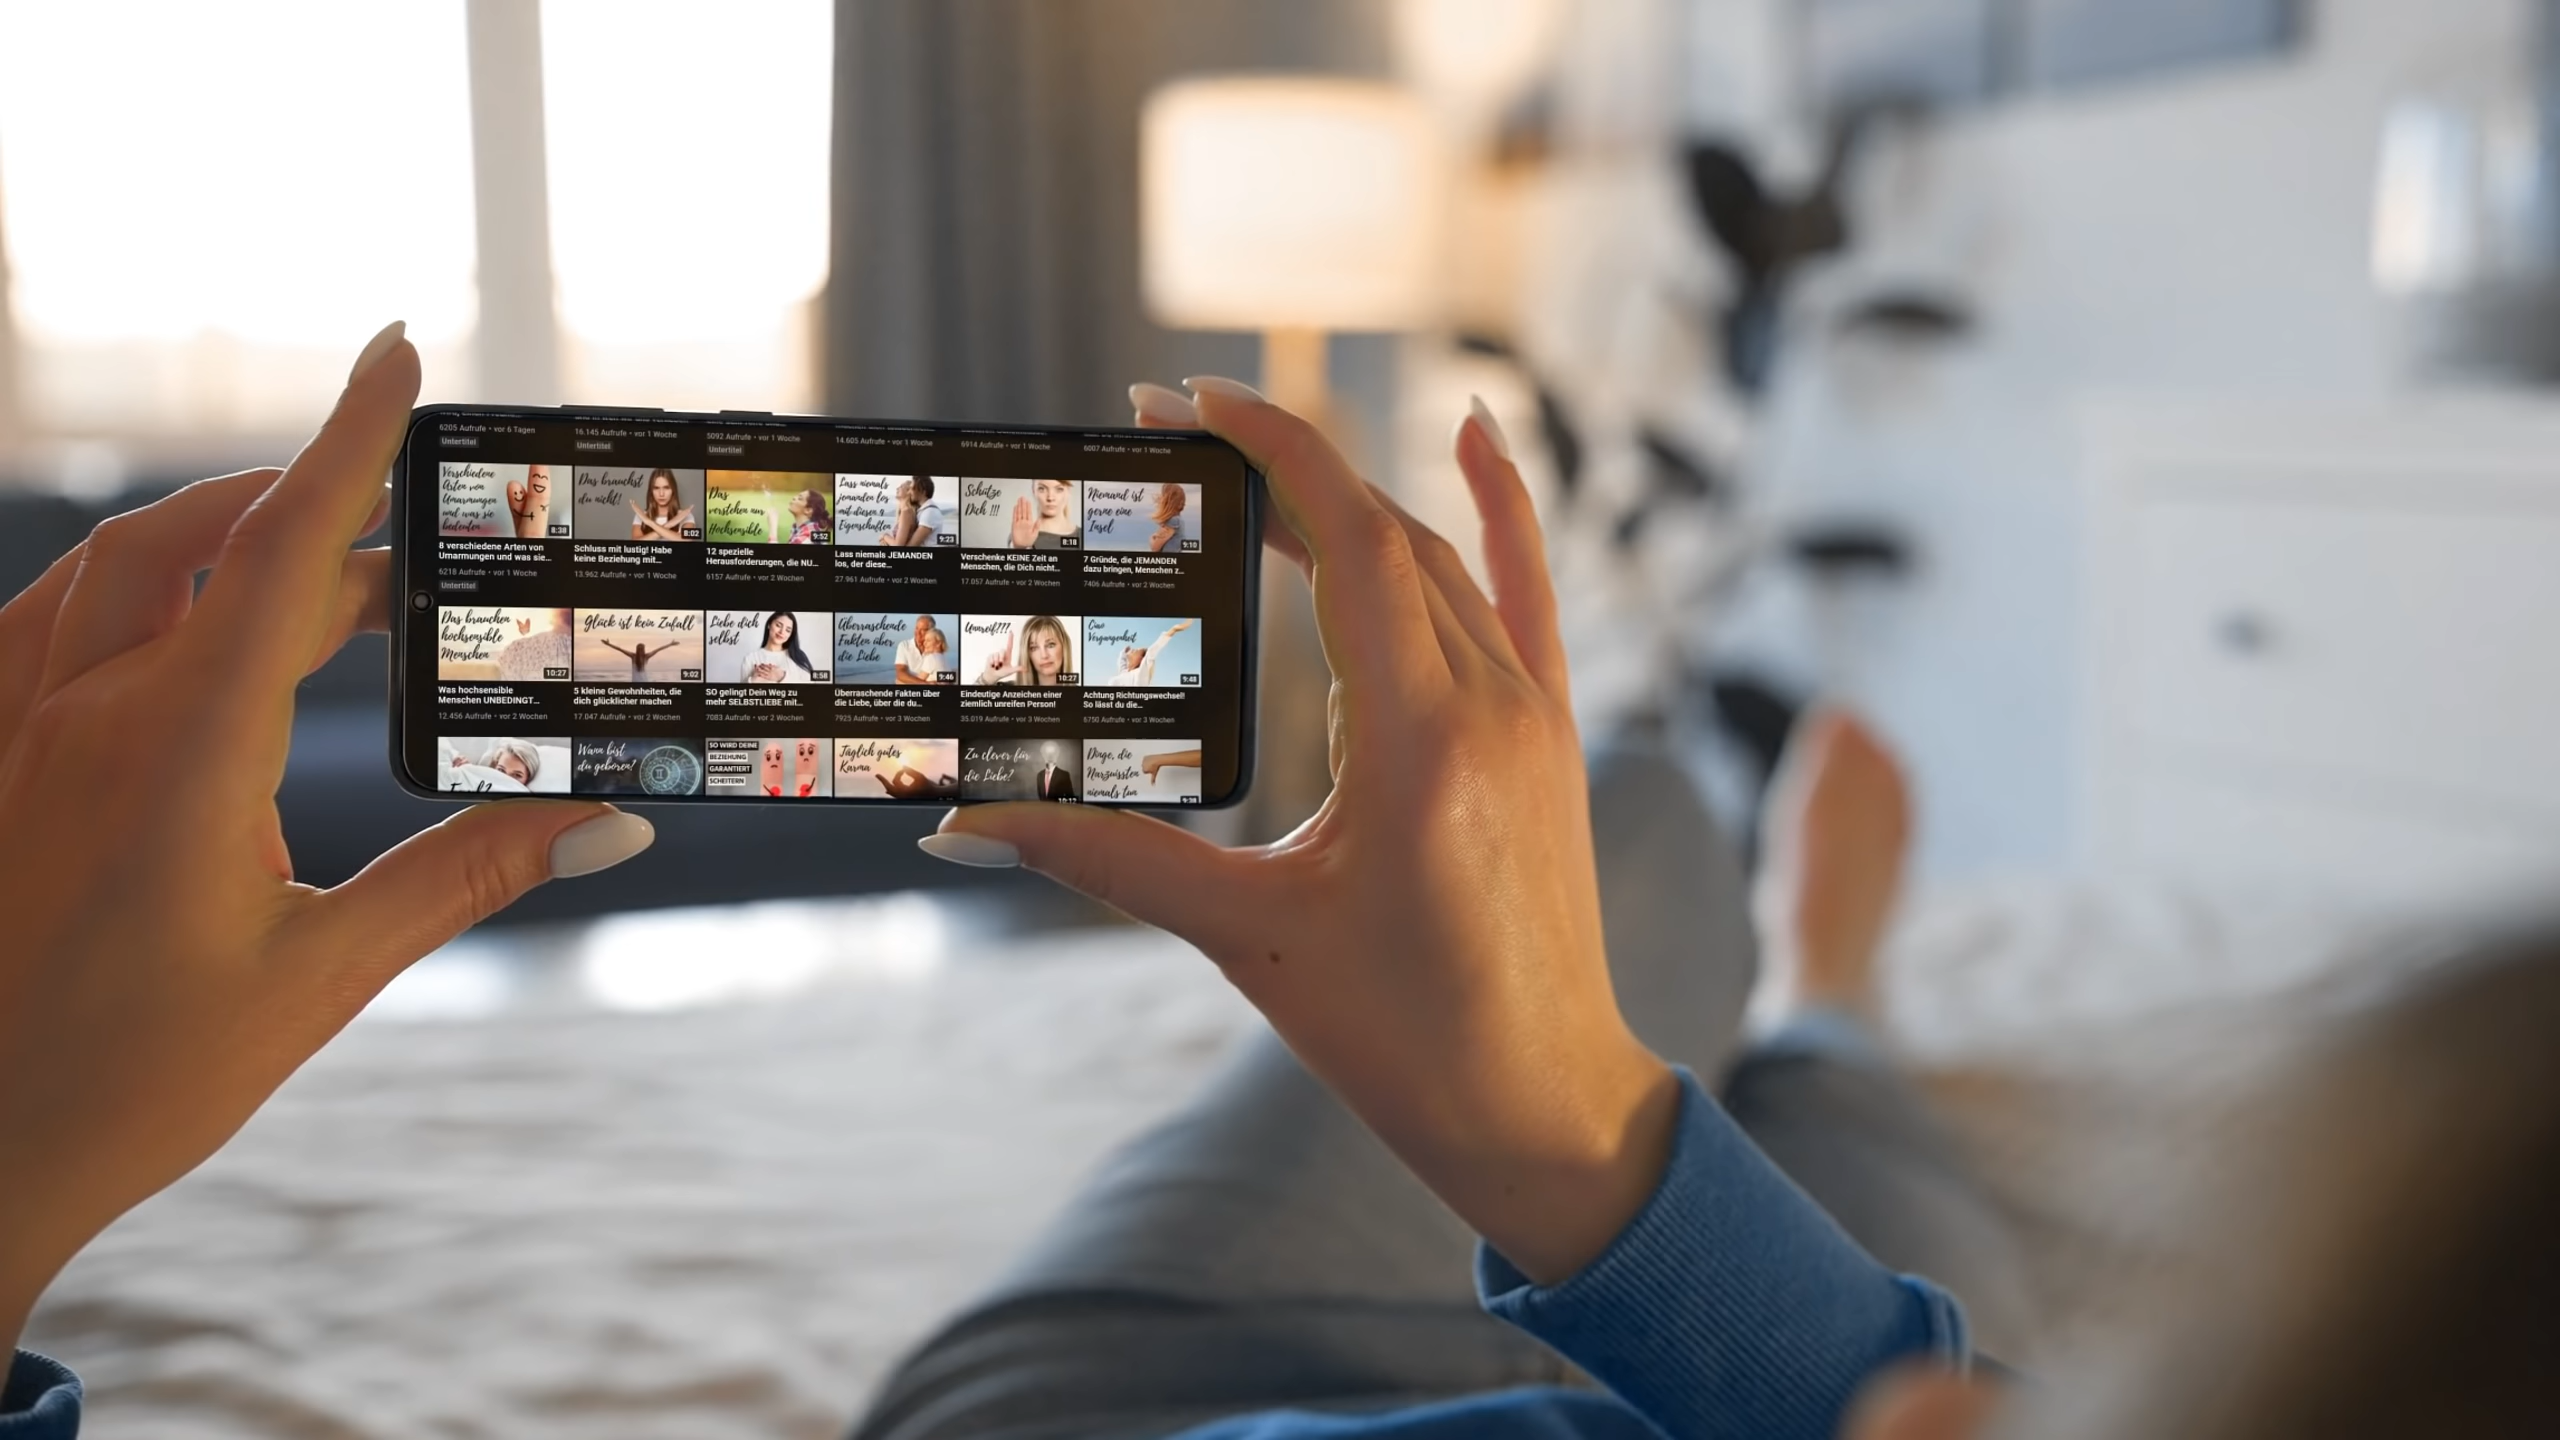 6205 Aufrufe • vor 6 Tagen
Untertitel
16.145 Aufrufe • vor 1 Woche
Untertitel
5092 Aufrufe • vor 1 Woche
Untertitel
14.605 Aufrufe • vor 1 Woche
6914 Aufrufe • vor 1 Woche
6007 Aufrufe • vor 1 Woche
Verschiedene
Arten von
Umarmungen
und was sie
bedeuten
8:38
8 verschiedene Arten von
Umarmungen und was sie...
6218 Aufrufe • vor 1 Woche
Untertitel
Das brauchst
du nicht!
8:02
Schluss mit lustig! Habe
keine Beziehung mit...
13.962 Aufrufe • vor 1 Woche
Das
verstehen nur
Hochsensible
9:52
12 spezielle
Herausforderungen, die NU...
6157 Aufrufe • vor 2 Wochen
Lass niemals
jemanden los
mit diesen 9
Eigenschaften
9:23
Lass niemals JEMANDEN
los, der diese...
27.961 Aufrufe • vor 2 Wochen
Schütze
Dich !!!
8:18
Verschenke KEINE Zeit an
Menschen, die Dich nicht...
17.057 Aufrufe • vor 2 Wochen
Niemand ist
gerne eine
Insel
9:10
7 Gründe, die JEMANDEN
dazu bringen, Menschen z...
7406 Aufrufe • vor 2 Wochen
Das brauchen
hochsensible
Menschen
10:27
Was hochsensible
Menschen UNBEDINGT...
12.456 Aufrufe • vor 2 Wochen
Glück ist kein Zufall
9:02
5 kleine Gewohnheiten, die
dich glücklicher machen
17.047 Aufrufe • vor 2 Wochen
Liebe dich
selbst
8:58
SO gelingt Dein Weg zu
mehr SELBSTLIEBE mit...
7083 Aufrufe • vor 2 Wochen
Überraschende
Fakten über
die Liebe
9:46
Überraschende Fakten über
die Liebe, über die du...
7925 Aufrufe • vor 3 Wochen
Unreif???
10:27
Eindeutige Anzeichen einer
ziemlich unreifen Person!
35.019 Aufrufe • vor 3 Wochen
Ciao
Vergangenheit
9:48
Achtung Richtungswechsel!
So lässt du die...
6750 Aufrufe • vor 3 Wochen
Wann bist
du geboren?
SO WIRD DEINE
BEZIEHUNG
GARANTIERT
SCHEITERN
Täglich gutes
Karma
Zu clever für
die Liebe?
10:12
Dinge, die
Narzissten
niemals tun
9:38